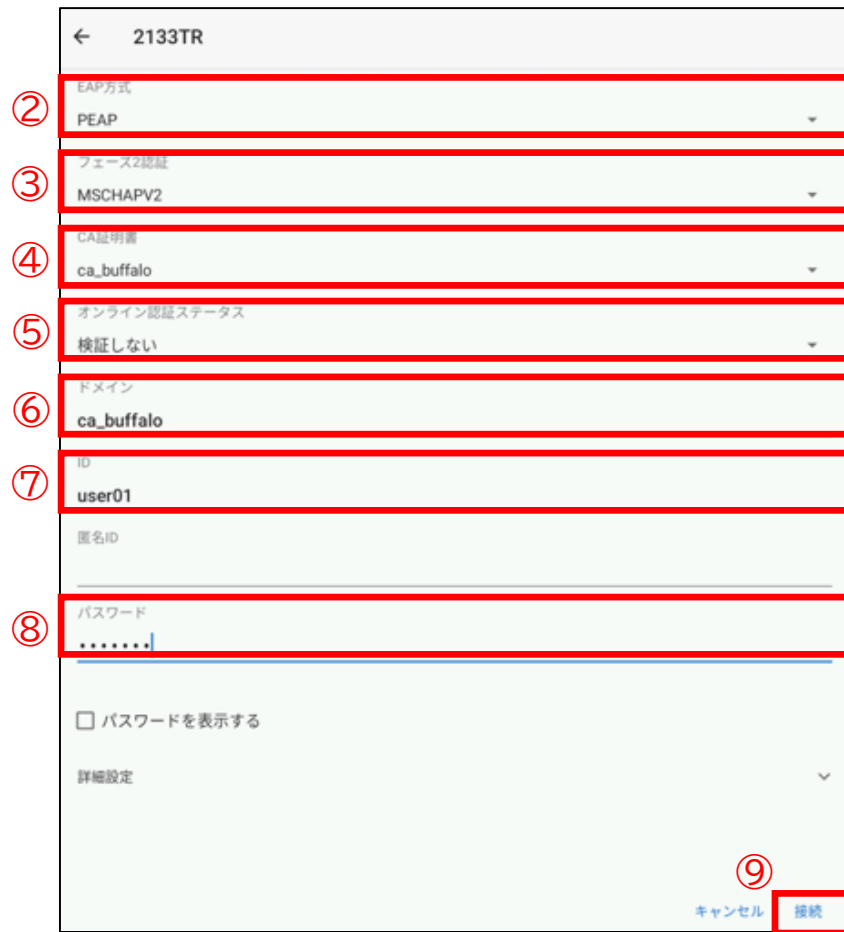 ← 2133TR
EAP方式
② PEAP
フェーズ2認証
③ MSCHAPV2
CA証明書
④ ca_buffalo
オンライン認証ステータス
⑤ 検証しない
ドメイン
⑥ ca_buffalo
ID
⑦ user01
匿名ID
パスワード
⑧ •••••••
パスワードを表示する
詳細設定
⑨
キャンセル 接続